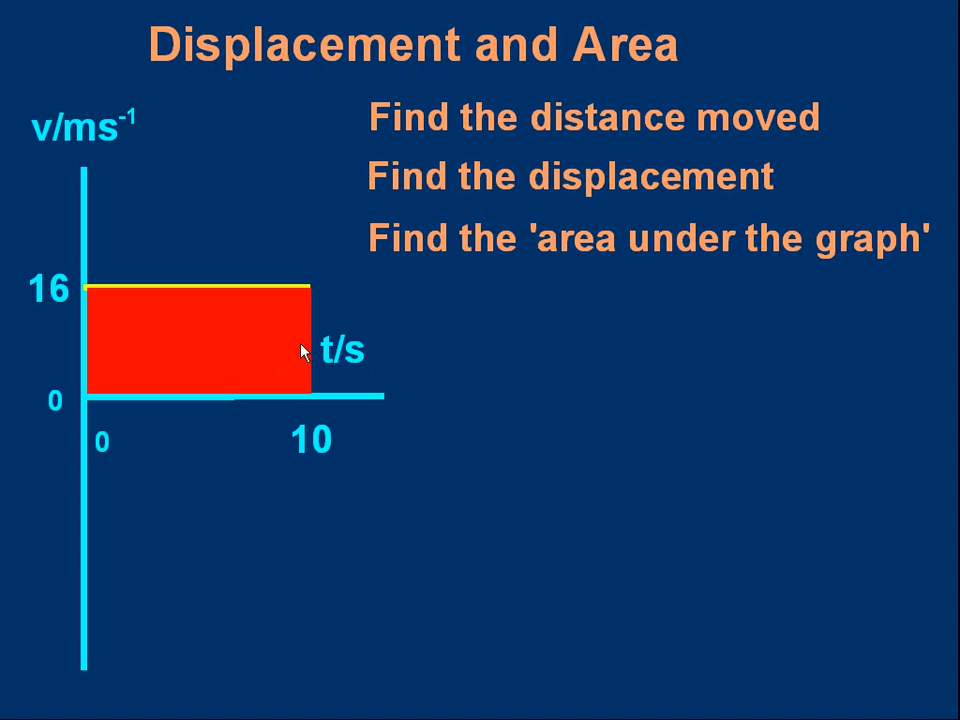 Displacement and Area
v/ms⁻¹
Find the distance moved
Find the displacement
Find the 'area under the graph'
16
t/s
0
0
10